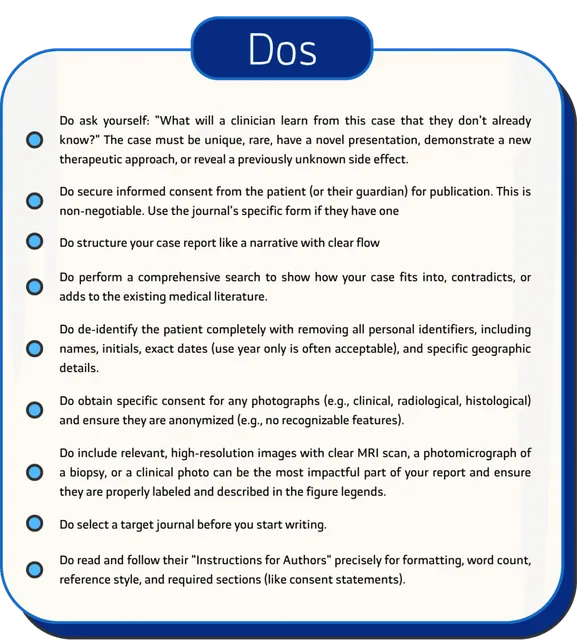 Dos
Do ask yourself: "What will a clinician learn from this case that they don't already
know?" The case must be unique, rare, have a novel presentation, demonstrate a new
therapeutic approach, or reveal a previously unknown side effect.
Do secure informed consent from the patient (or their guardian) for publication. This is
non-negotiable. Use the journal's specific form if they have one
Do structure your case report like a narrative with clear flow
Do perform a comprehensive search to show how your case fits into, contradicts, or
adds to the existing medical literature.
Do de-identify the patient completely with removing all personal identifiers, including
names, initials, exact dates (use year only is often acceptable), and specific geographic
details.
Do obtain specific consent for any photographs (e.g., clinical, radiological, histological)
and ensure they are anonymized (e.g., no recognizable features).
Do include relevant, high-resolution images with clear MRI scan, a photomicrograph of
a biopsy, or a clinical photo can be the most impactful part of your report and ensure
they are properly labeled and described in the figure legends.
Do select a target journal before you start writing.
Do read and follow their "Instructions for Authors" precisely for formatting, word count,
reference style, and required sections (like consent statements).